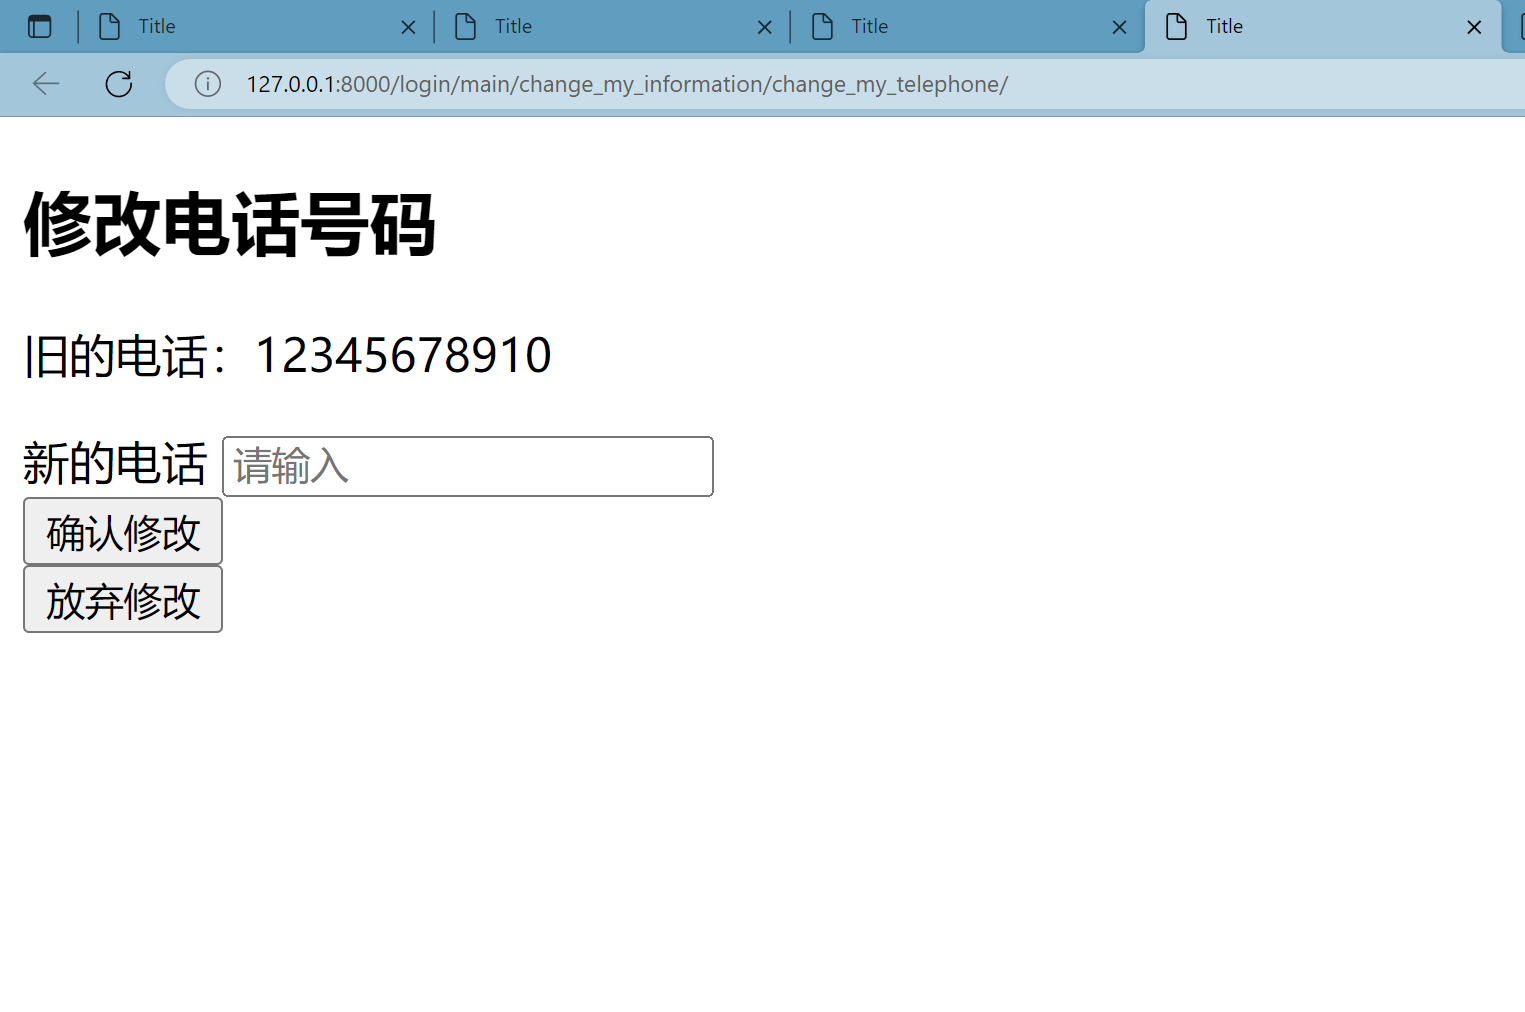 Title Title Title Title
127.0.0.1:8000/login/main/change_my_information/change_my_telephone/
修改电话号码
旧的电话：12345678910
新的电话 请输入
确认修改
放弃修改